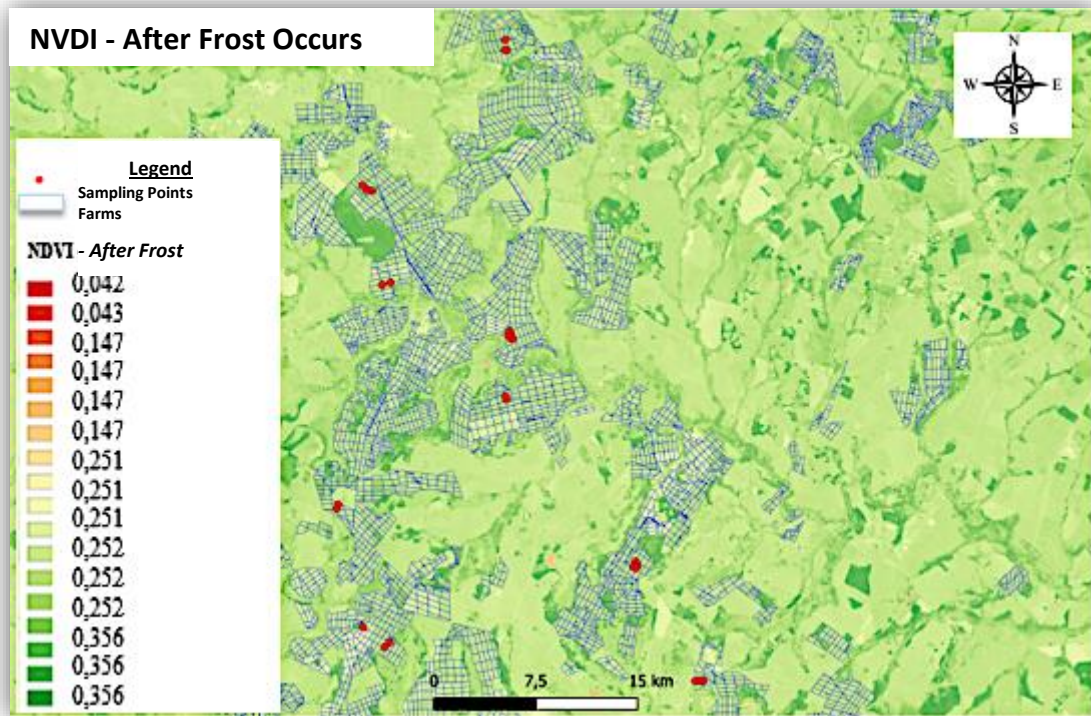 NVDI - After Frost Occurs
N
W E
S
Legend
Sampling Points
Farms
NDVI - After Frost
0,042
0,043
0,147
0,147
0,147
0,147
0,251
0,251
0,251
0,252
0,252
0,252
0,356
0,356
0,356
0 7,5 15 km